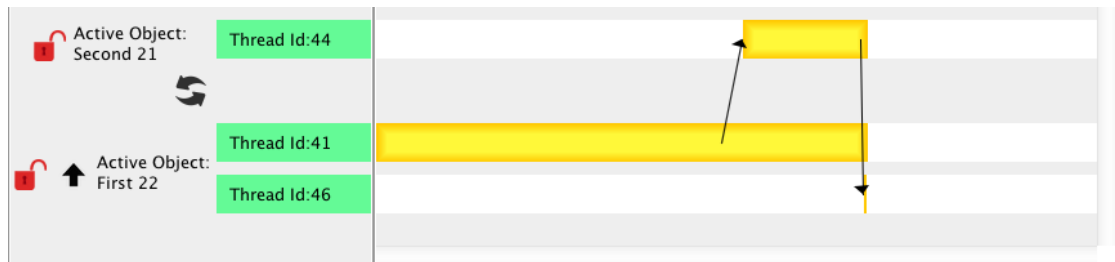 Active Object:
Second 21
Thread Id:44
Thread Id:41
Active Object:
First 22
Thread Id:46